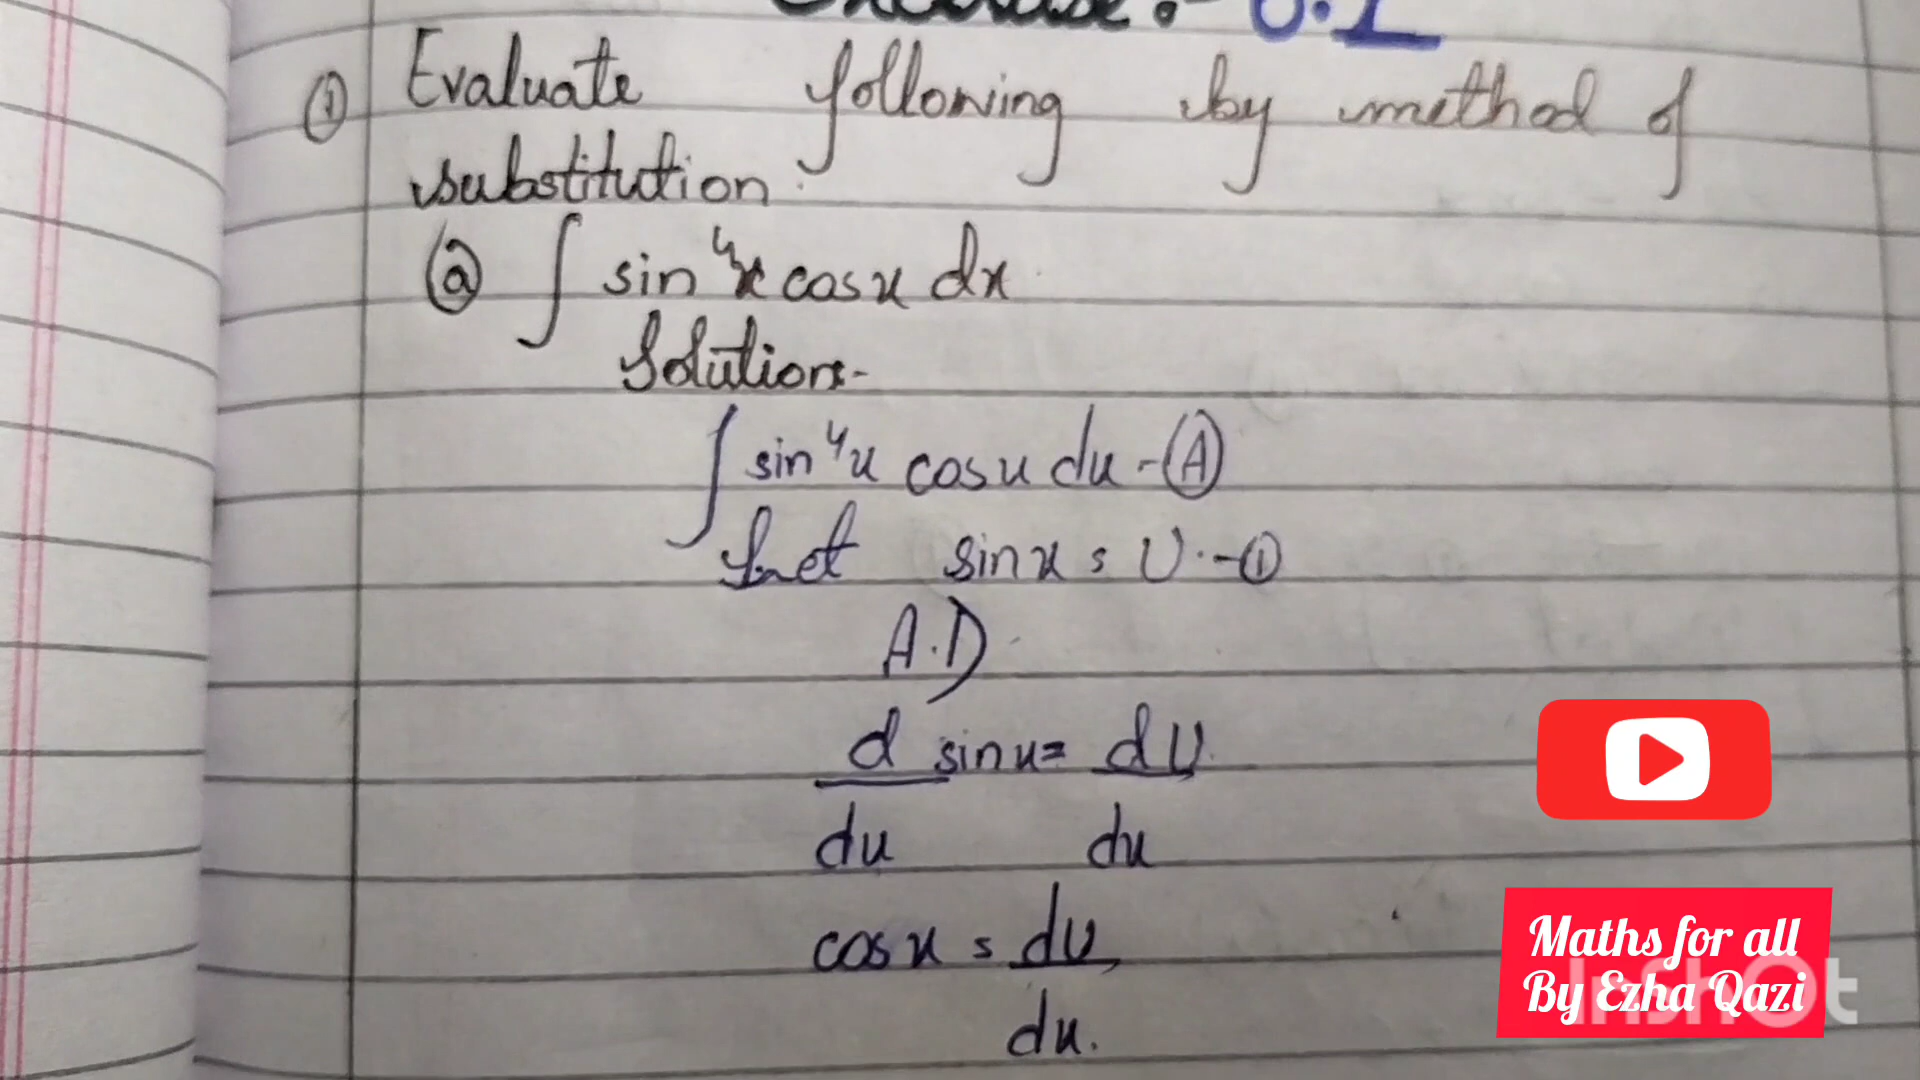 Exercise:- 6.1
① Evaluate following by method of
substitution.
ⓐ ∫ sin⁴x cosx dx
Solution:-
∫ sin⁴x cosx dx -Ⓐ
Let sinx = U. -①
A.D
d sinx = dU
dx dx
cosx = dU
dx.
Maths for all
By Ezha Qazi
InShOt